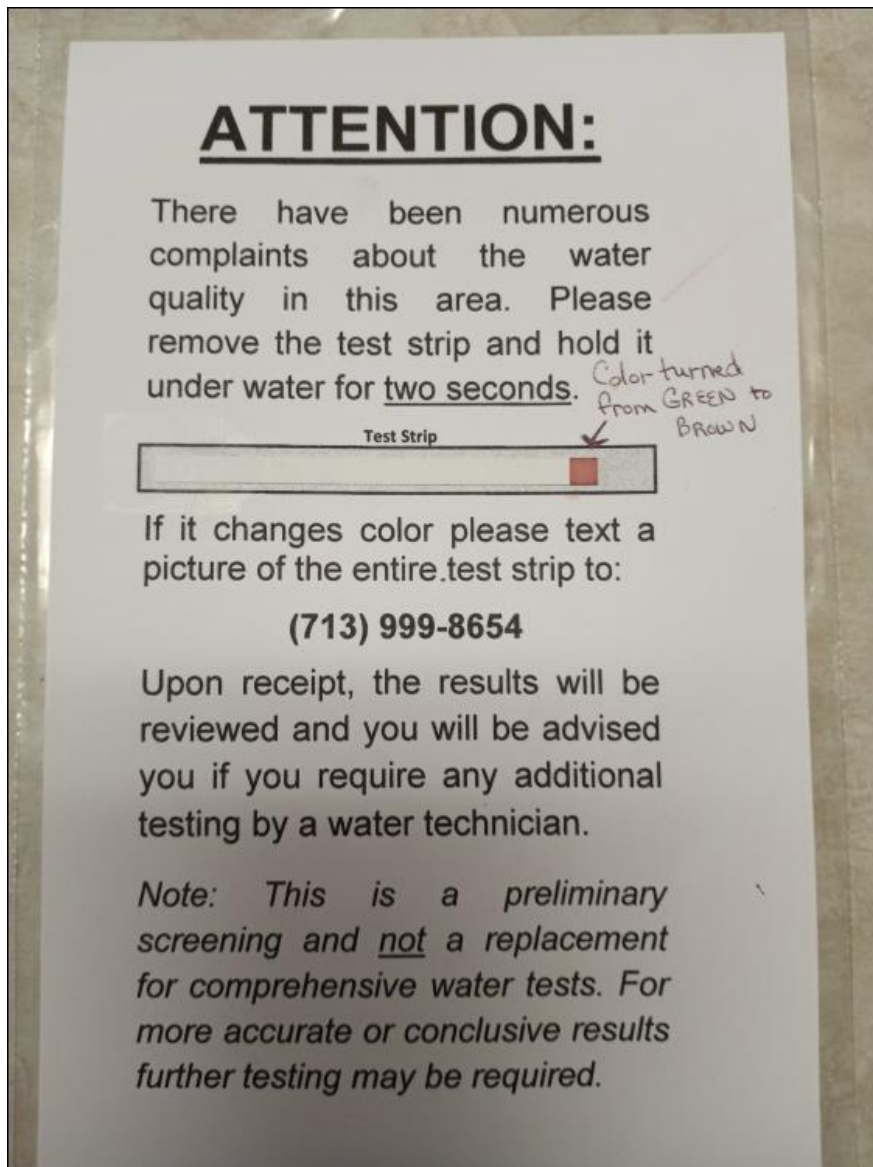 ATTENTION:
There have been numerous
complaints about the water
quality in this area. Please
remove the test strip and hold it
under water for two seconds.
Color turned
from GREEN to
BROWN
Test Strip
If it changes color please text a
picture of the entire.test strip to:
(713) 999-8654
Upon receipt, the results will be
reviewed and you will be advised
you if you require any additional
testing by a water technician.
Note: This is a preliminary
screening and not a replacement
for comprehensive water tests. For
more accurate or conclusive results
further testing may be required.